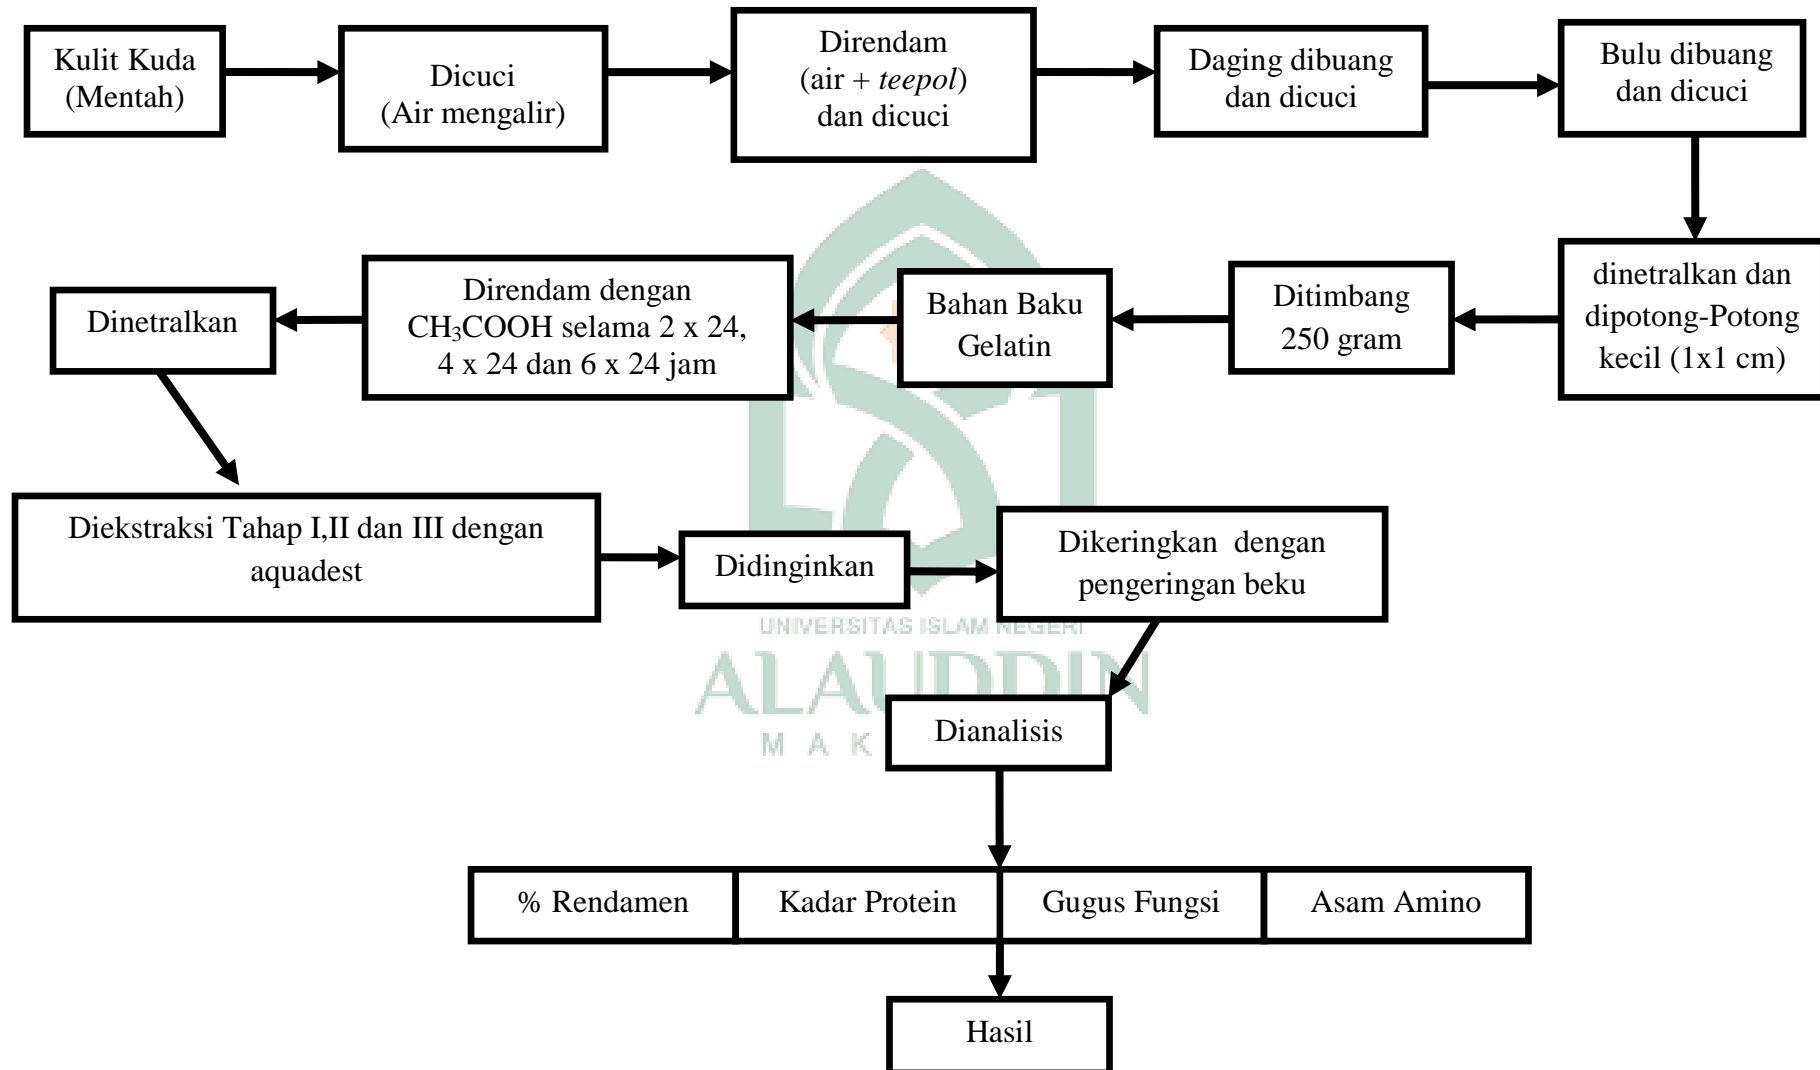 Kulit Kuda
(Mentah)
Dicuci
(Air mengalir)
Direndam
(air + teepol)
dan dicuci
Daging dibuang
dan dicuci
Bulu dibuang
dan dicuci
dinetralkan dan
dipotong-Potong
kecil (1x1 cm)
Ditimbang
250 gram
Bahan Baku
Gelatin
Direndam dengan
CH₃COOH selama 2 x 24,
4 x 24 dan 6 x 24 jam
Dinetralkan
Diekstraksi Tahap I,II dan III dengan
aquadest
Didinginkan
Dikeringkan dengan
pengeringan beku
UNIVERSITAS ISLAM NEGERI
ALAUDDIN
M A K
Dianalisis
% Rendamen
Kadar Protein
Gugus Fungsi
Asam Amino
Hasil